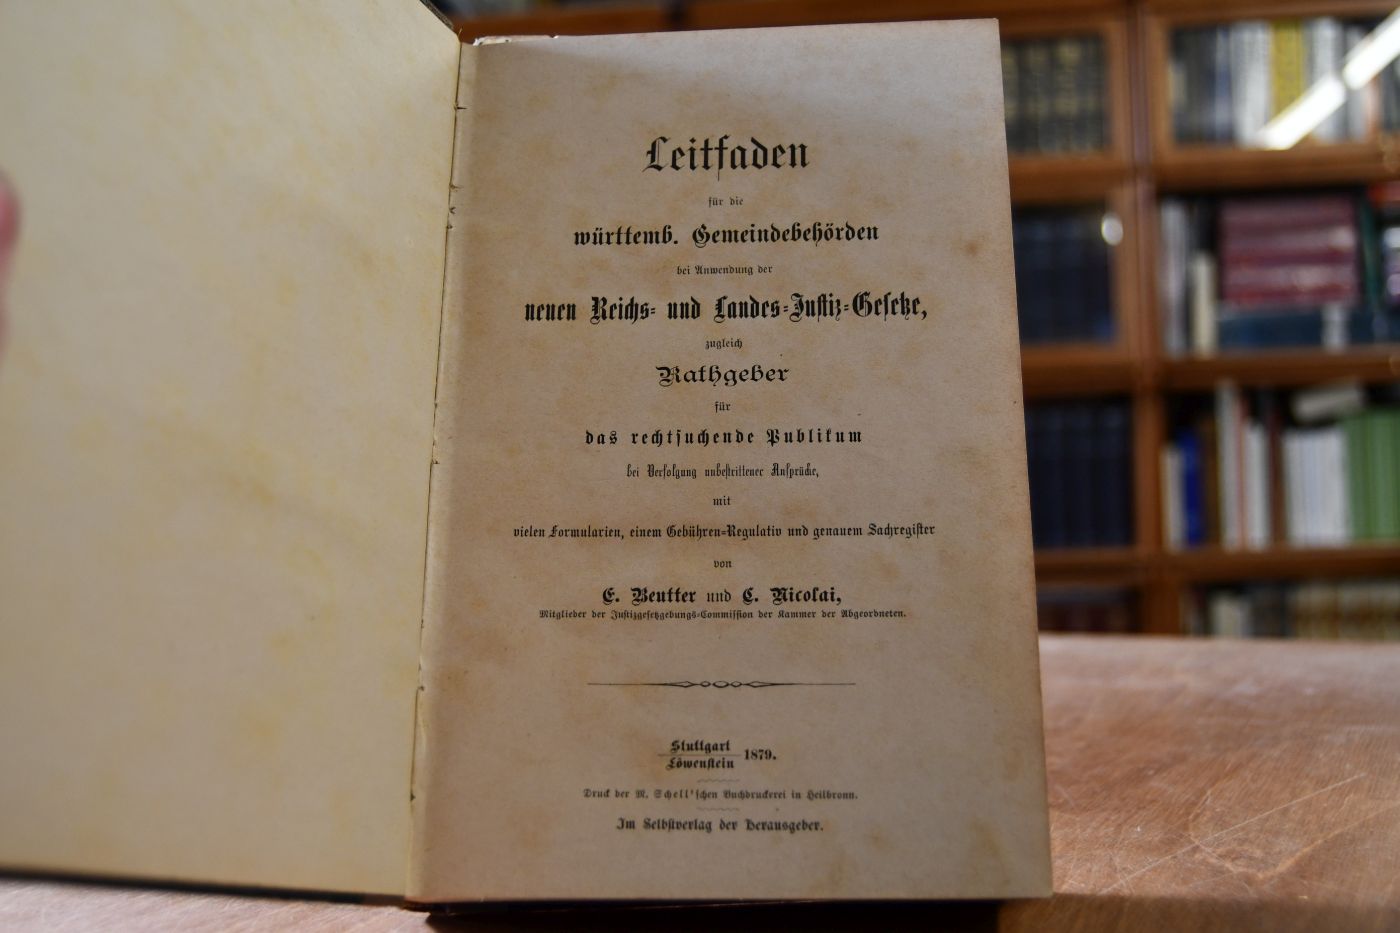 Leitfaden
für die
württemb. Gemeindebehörden
bei Anwendung der
neuen Reichs- und Landes-Justiz-Gesetze,
zugleich
Rathgeber
für
das rechtsuchende Publikum
bei Verfolgung unbestrittener Ansprüche,
mit
vielen Formularien, einem Gebühren-Regulativ und genauem Sachregister
von
E. Beutter und C. Nicolai,
Mitglieder der Justizgesetzgebungs-Commission der Kammer der Abgeordneten.
Stuttgart
Löwenstein 1879.
Druck der M. Schell'schen Buchdruckerei in Heilbronn.
Im Selbstverlag der Herausgeber.